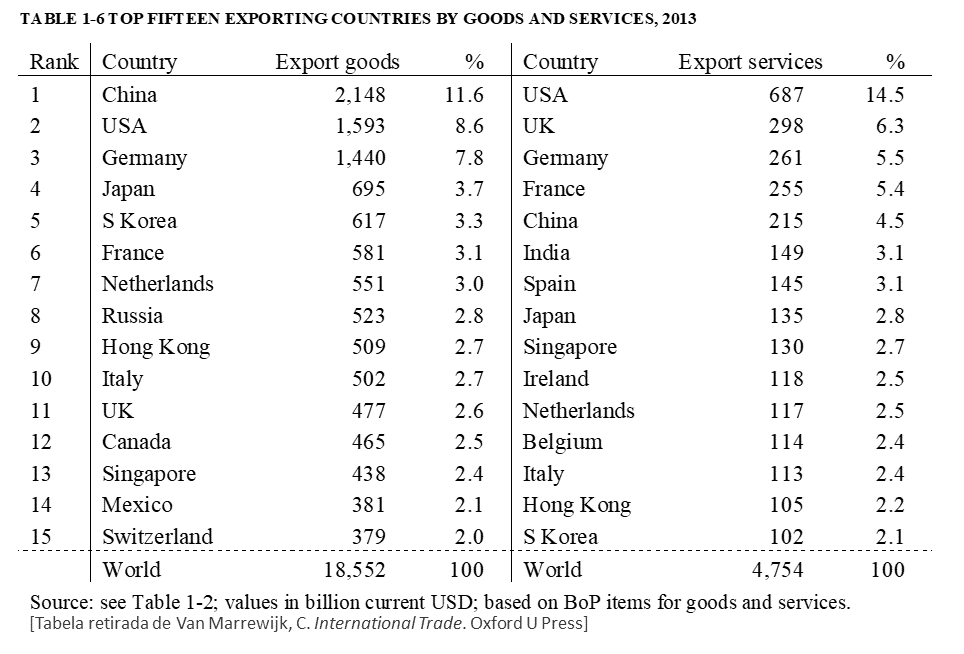 TABLE 1-6 TOP FIFTEEN EXPORTING COUNTRIES BY GOODS AND SERVICES, 2013
Rank Country Export goods % Country Export services %
1 China 2,148 11.6 USA 687 14.5
2 USA 1,593 8.6 UK 298 6.3
3 Germany 1,440 7.8 Germany 261 5.5
4 Japan 695 3.7 France 255 5.4
5 S Korea 617 3.3 China 215 4.5
6 France 581 3.1 India 149 3.1
7 Netherlands 551 3.0 Spain 145 3.1
8 Russia 523 2.8 Japan 135 2.8
9 Hong Kong 509 2.7 Singapore 130 2.7
10 Italy 502 2.7 Ireland 118 2.5
11 UK 477 2.6 Netherlands 117 2.5
12 Canada 465 2.5 Belgium 114 2.4
13 Singapore 438 2.4 Italy 113 2.4
14 Mexico 381 2.1 Hong Kong 105 2.2
15 Switzerland 379 2.0 S Korea 102 2.1
World 18,552 100 World 4,754 100
Source: see Table 1-2; values in billion current USD; based on BoP items for goods and services.
[Tabela retirada de Van Marrewijk, C. International Trade. Oxford U Press]